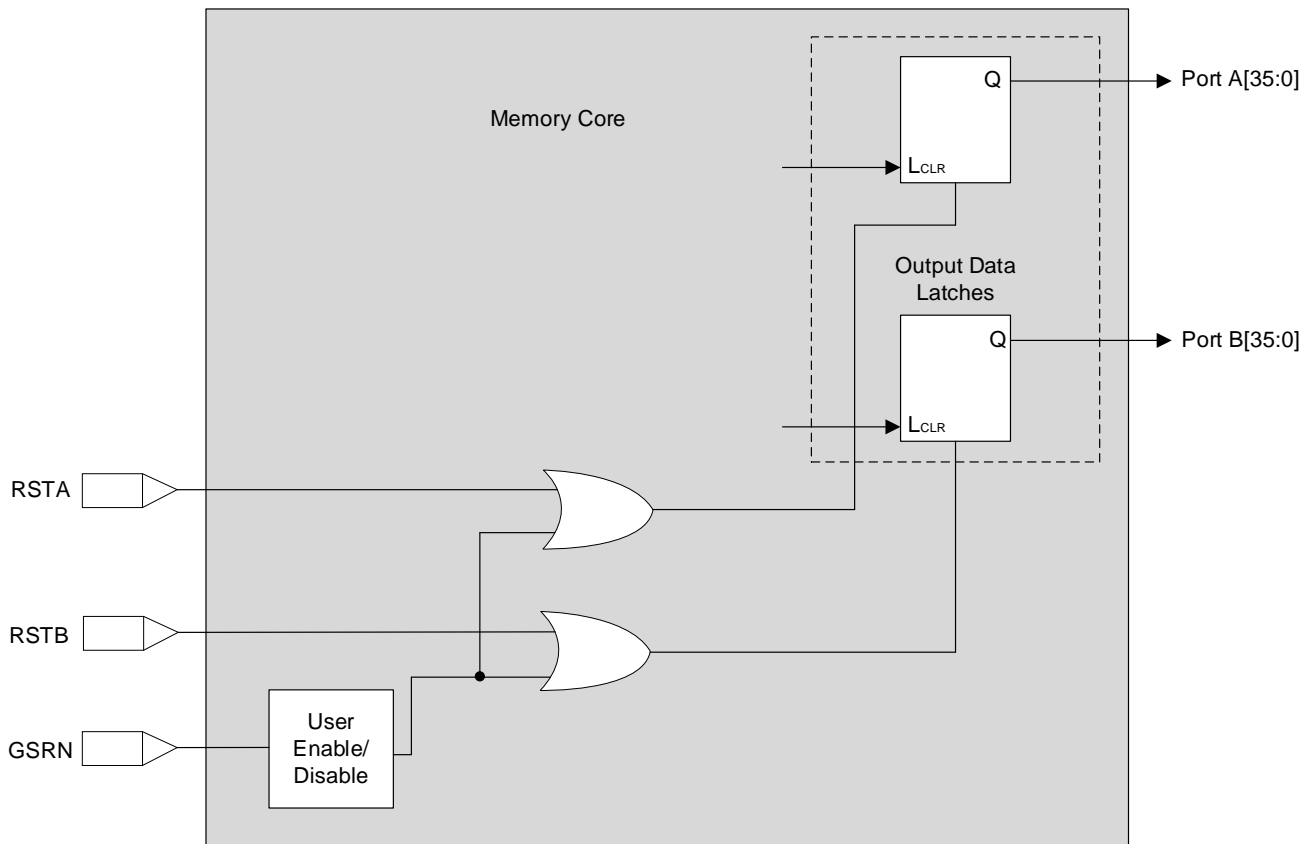 Memory Core
Q
Port A[35:0]
LCLR
Output Data
Latches
Q
Port B[35:0]
LCLR
RSTA
RSTB
GSRN
User
Enable/
Disable